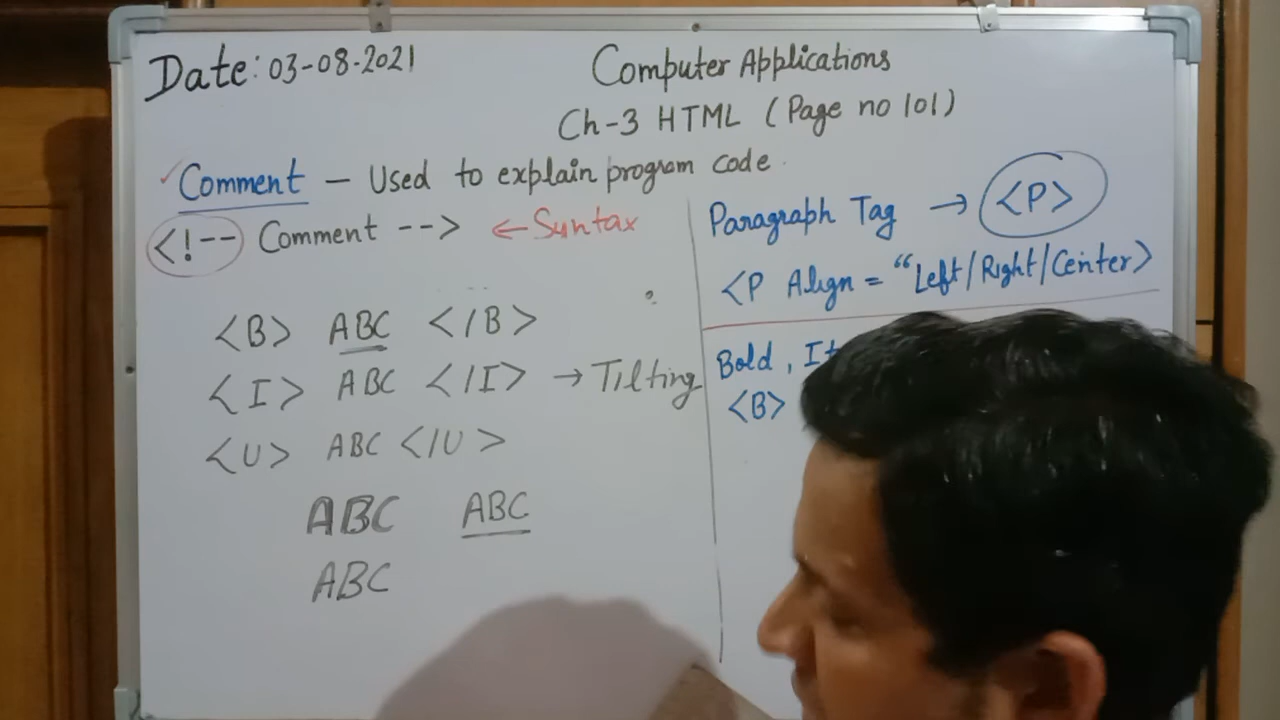 Date: 03-08-2021
Computer Applications
Ch-3 HTML (Page no 101)
Comment – Used to explain program code
<!-- Comment --> ← Syntax
<B> ABC </B>
<I> ABC </I> → Tilting
<U> ABC </U>
ABC ABC
ABC
Paragraph Tag → <P>
<P Align = “Left/Right/Center>
Bold,
<B>